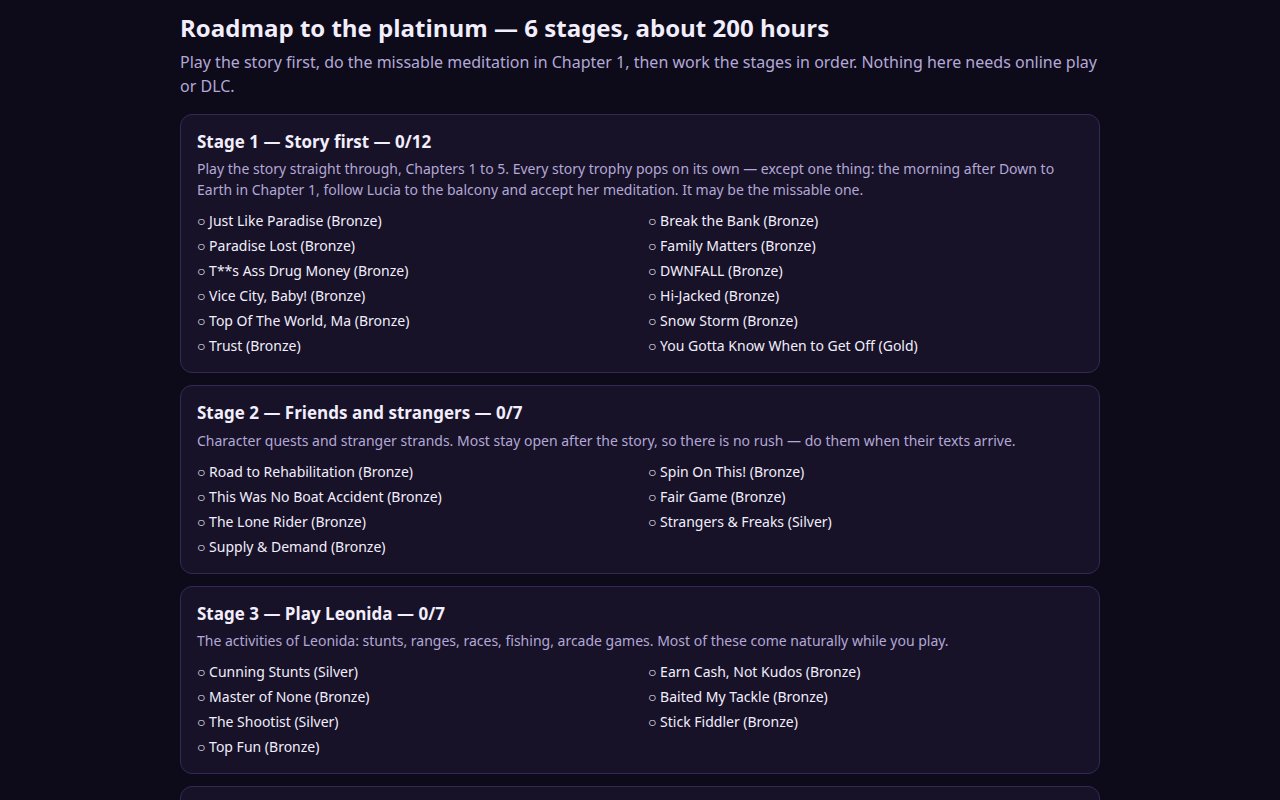 Roadmap to the platinum — 6 stages, about 200 hours
Play the story first, do the missable meditation in Chapter 1, then work the stages in order. Nothing here needs online play
or DLC.
Stage 1 — Story first — 0/12
Play the story straight through, Chapters 1 to 5. Every story trophy pops on its own — except one thing: the morning after Down to
Earth in Chapter 1, follow Lucia to the balcony and accept her meditation. It may be the missable one.
○ Just Like Paradise (Bronze)
○ Paradise Lost (Bronze)
○ T**s Ass Drug Money (Bronze)
○ Vice City, Baby! (Bronze)
○ Top Of The World, Ma (Bronze)
○ Trust (Bronze)
○ Break the Bank (Bronze)
○ Family Matters (Bronze)
○ DWNFALL (Bronze)
○ Hi-Jacked (Bronze)
○ Snow Storm (Bronze)
○ You Gotta Know When to Get Off (Gold)
Stage 2 — Friends and strangers — 0/7
Character quests and stranger strands. Most stay open after the story, so there is no rush — do them when their texts arrive.
○ Road to Rehabilitation (Bronze)
○ This Was No Boat Accident (Bronze)
○ The Lone Rider (Bronze)
○ Supply & Demand (Bronze)
○ Spin On This! (Bronze)
○ Fair Game (Bronze)
○ Strangers & Freaks (Silver)
Stage 3 — Play Leonida — 0/7
The activities of Leonida: stunts, ranges, races, fishing, arcade games. Most of these come naturally while you play.
○ Cunning Stunts (Silver)
○ Master of None (Bronze)
○ The Shootist (Silver)
○ Top Fun (Bronze)
○ Earn Cash, Not Kudos (Bronze)
○ Baited My Tackle (Bronze)
○ Stick Fiddler (Bronze)